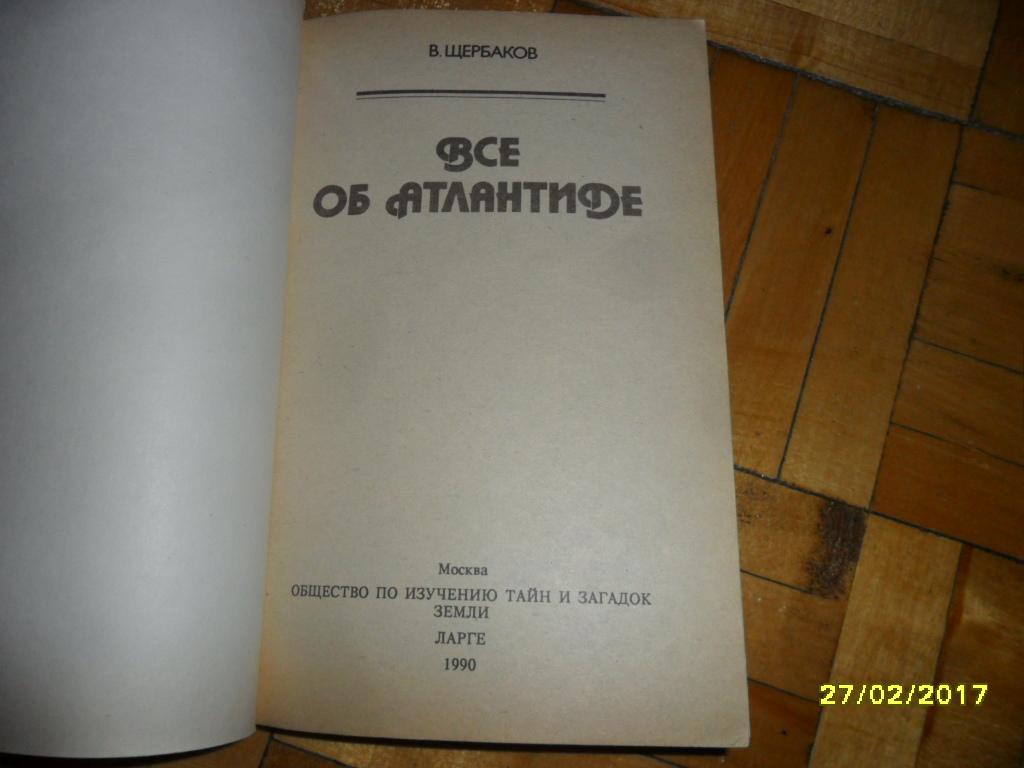 В. ЩЕРБАКОВ
ВСЕ
ОБ АТЛАНТИДЕ
Москва
ОБЩЕСТВО ПО ИЗУЧЕНИЮ ТАЙН И ЗАГАДОК
ЗЕМЛИ
ЛАРГЕ
1990
27/02/2017